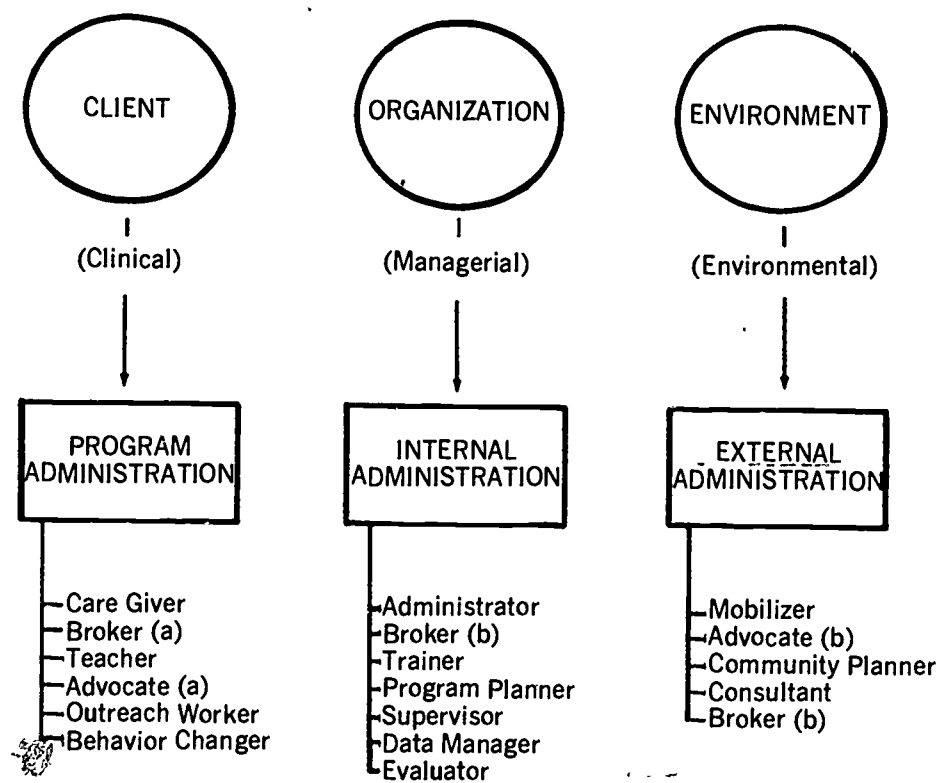 CLIENT
(Clinical)
PROGRAM
ADMINISTRATION
Care Giver
Broker (a)
Teacher
Advocate (a)
Outreach Worker
Behavior Changer
ORGANIZATION
(Managerial)
INTERNAL
ADMINISTRATION
Administrator
Broker (b)
Trainer
Program Planner
Supervisor
Data Manager
Evaluator
ENVIRONMENT
(Environmental)
EXTERNAL
ADMINISTRATION
Mobilizer
Advocate (b)
Community Planner
Consultant
Broker (b)